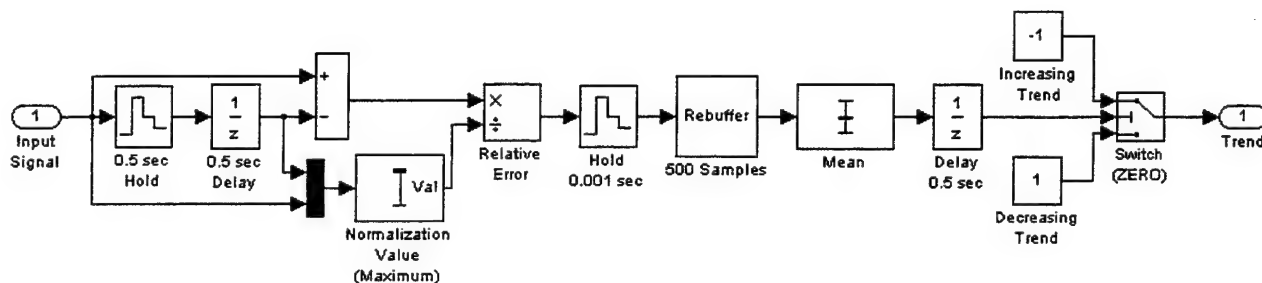 1
Input
Signal
0.5 sec
Hold
1
z
0.5 sec
Delay
+
−
Val
Normalization
Value
(Maximum)
×
÷
Relative
Error
Hold
0.001 sec
Rebuffer
500 Samples
Mean
1
z
Delay
0.5 sec
-1
Increasing
Trend
1
Decreasing
Trend
Switch
(ZERO)
1
Trend